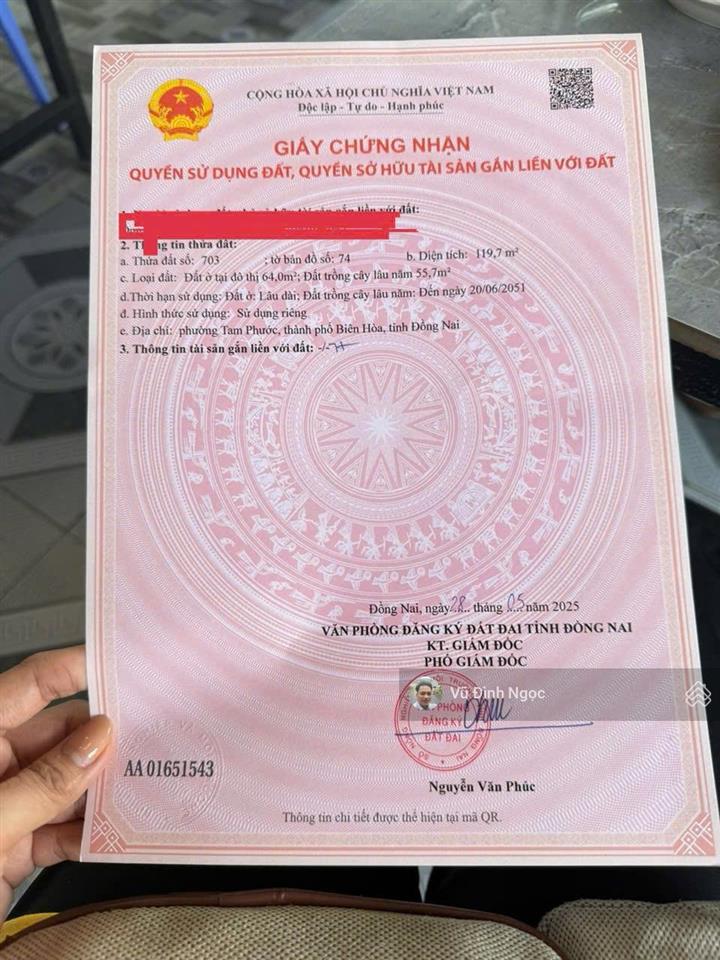 CỘNG HÒA XÃ HỘI CHỦ NGHĨA VIỆT NAM
Độc lập - Tự do - Hạnh phúc
GIẤY CHỨNG NHẬN
QUYỀN SỬ DỤNG ĐẤT, QUYỀN SỞ HỮU TÀI SẢN GẮN LIỀN VỚI ĐẤT
với đất:
2. tin thửa đất:
a. Thửa đất số: 703 ; tờ bản đồ số: 74 b. Diện tích: 119,7 m²
c. Loại đất: Đất ở tại đô thị 64,0m²; Đất trồng cây lâu năm 55,7m²
d.Thời hạn sử dụng: Đất ở: Lâu dài; Đất trồng cây lâu năm: Đến ngày 20/06/2051
đ. Hình thức sử dụng: Sử dụng riêng
e. Địa chỉ: phường Tam Phước, thành phố Biên Hòa, tỉnh Đồng Nai
3. Thông tin tài sản gắn liền với đất: -/-
Đồng Nai, ngày 28 tháng 05 năm 2025
VĂN PHÒNG ĐĂNG KÝ ĐẤT ĐAI TỈNH ĐỒNG NAI
KT. GIÁM ĐỐC
PHÓ GIÁM ĐỐC
Vũ Đình Ngọc
PHÒNG
ĐĂNG KÝ
ĐẤT ĐAI
AA 01651543
Nguyễn Văn Phúc
Thông tin chi tiết được thể hiện tại mã QR.